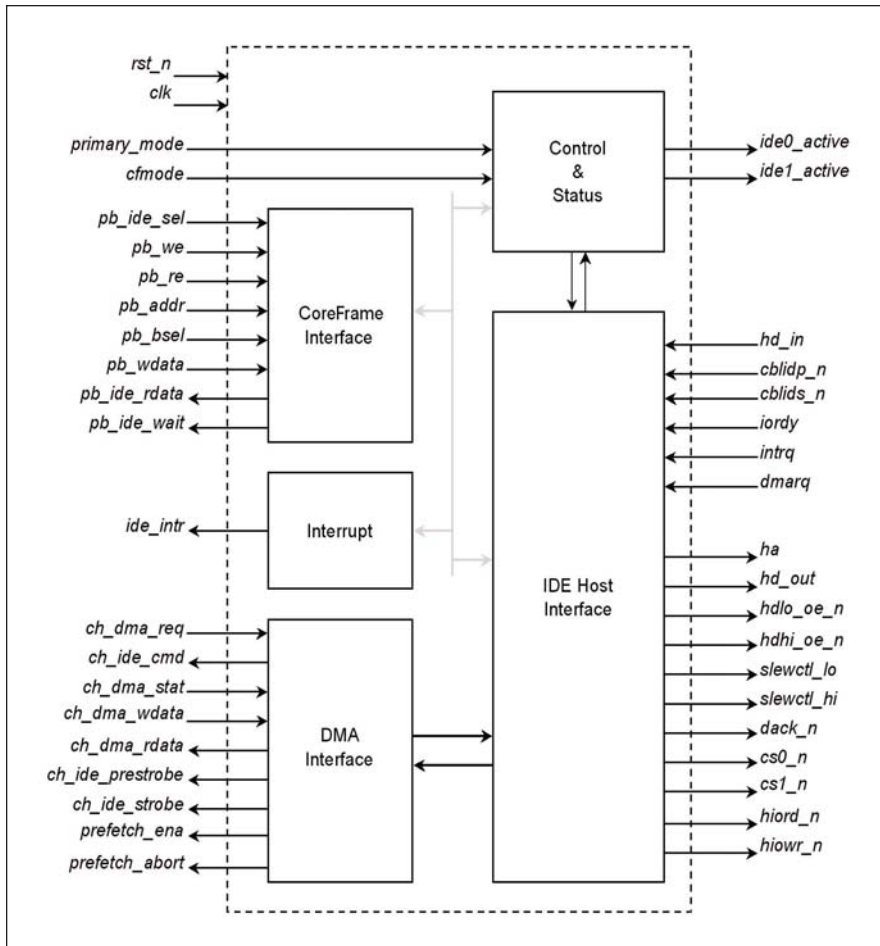 rst_n
clk
primary_mode
cfmode
pb_ide_sel
pb_we
pb_re
pb_addr
pb_bsel
pb_wdata
pb_ide_rdata
pb_ide_wait
ide_intr
ch_dma_req
ch_ide_cmd
ch_dma_stat
ch_dma_wdata
ch_dma_rdata
ch_ide_prestrobe
ch_ide_strobe
prefetch_ena
prefetch_abort
CoreFrame
Interface
Interrupt
DMA
Interface
Control
&
Status
IDE Host
Interface
ide0_active
ide1_active
hd_in
cblidp_n
cblids_n
iordy
intrq
dmarq
ha
hd_out
hdlo_oe_n
hdhi_oe_n
slewctl_lo
slewctl_hi
dack_n
cs0_n
cs1_n
hiord_n
hiowr_n